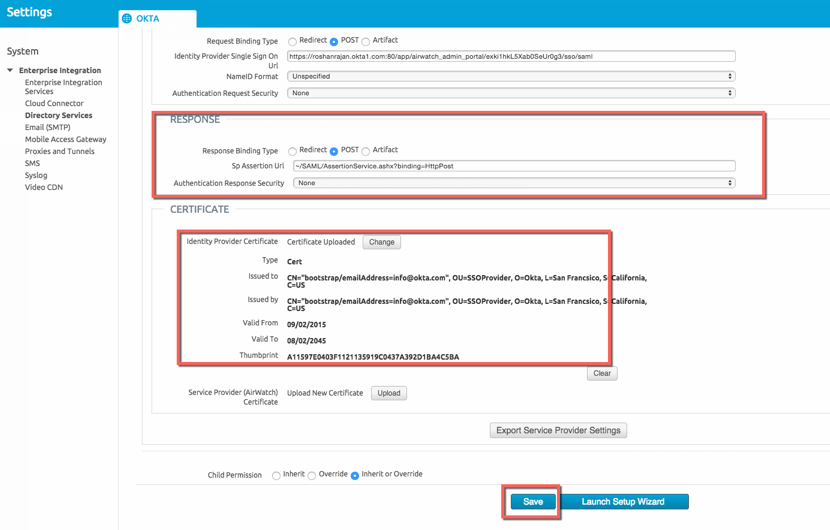 Settings
OKTA
System
Enterprise Integration
Enterprise Integration
Services
Cloud Connector
Directory Services
Email (SMTP)
Mobile Access Gateway
Proxies and Tunnels
SMS
Syslog
Video CDN
Request Binding Type Redirect POST Artifact
Identity Provider Single Sign On
Url https://roshanrajan.okta1.com:80/app/airwatch_admin_portal/exki1hkL5Xab0SeUr0g3/sso/saml
NameID Format Unspecified
Authentication Request Security None
RESPONSE
Response Binding Type Redirect POST Artifact
Sp Assertion Url ~/SAML/AssertionService.ashx?binding=HttpPost
Authentication Response Security None
CERTIFICATE
Identity Provider Certificate Certificate Uploaded Change
Type Cert
Issued to CN="bootstrap/emailAddress=info@okta.com", OU=SSOProvider, O=Okta, L=San Francsico, S=California,
C=US
Issued by CN="bootstrap/emailAddress=info@okta.com", OU=SSOProvider, O=Okta, L=San Francsico, S=California,
C=US
Valid From 09/02/2015
Valid To 08/02/2045
Thumbprint A11597E0403F1121135919C0437A392D1BA4C5BA
Clear
Service Provider (AirWatch)
Certificate Upload New Certificate Upload
Export Service Provider Settings
Child Permission Inherit Override Inherit or Override
Save Launch Setup Wizard